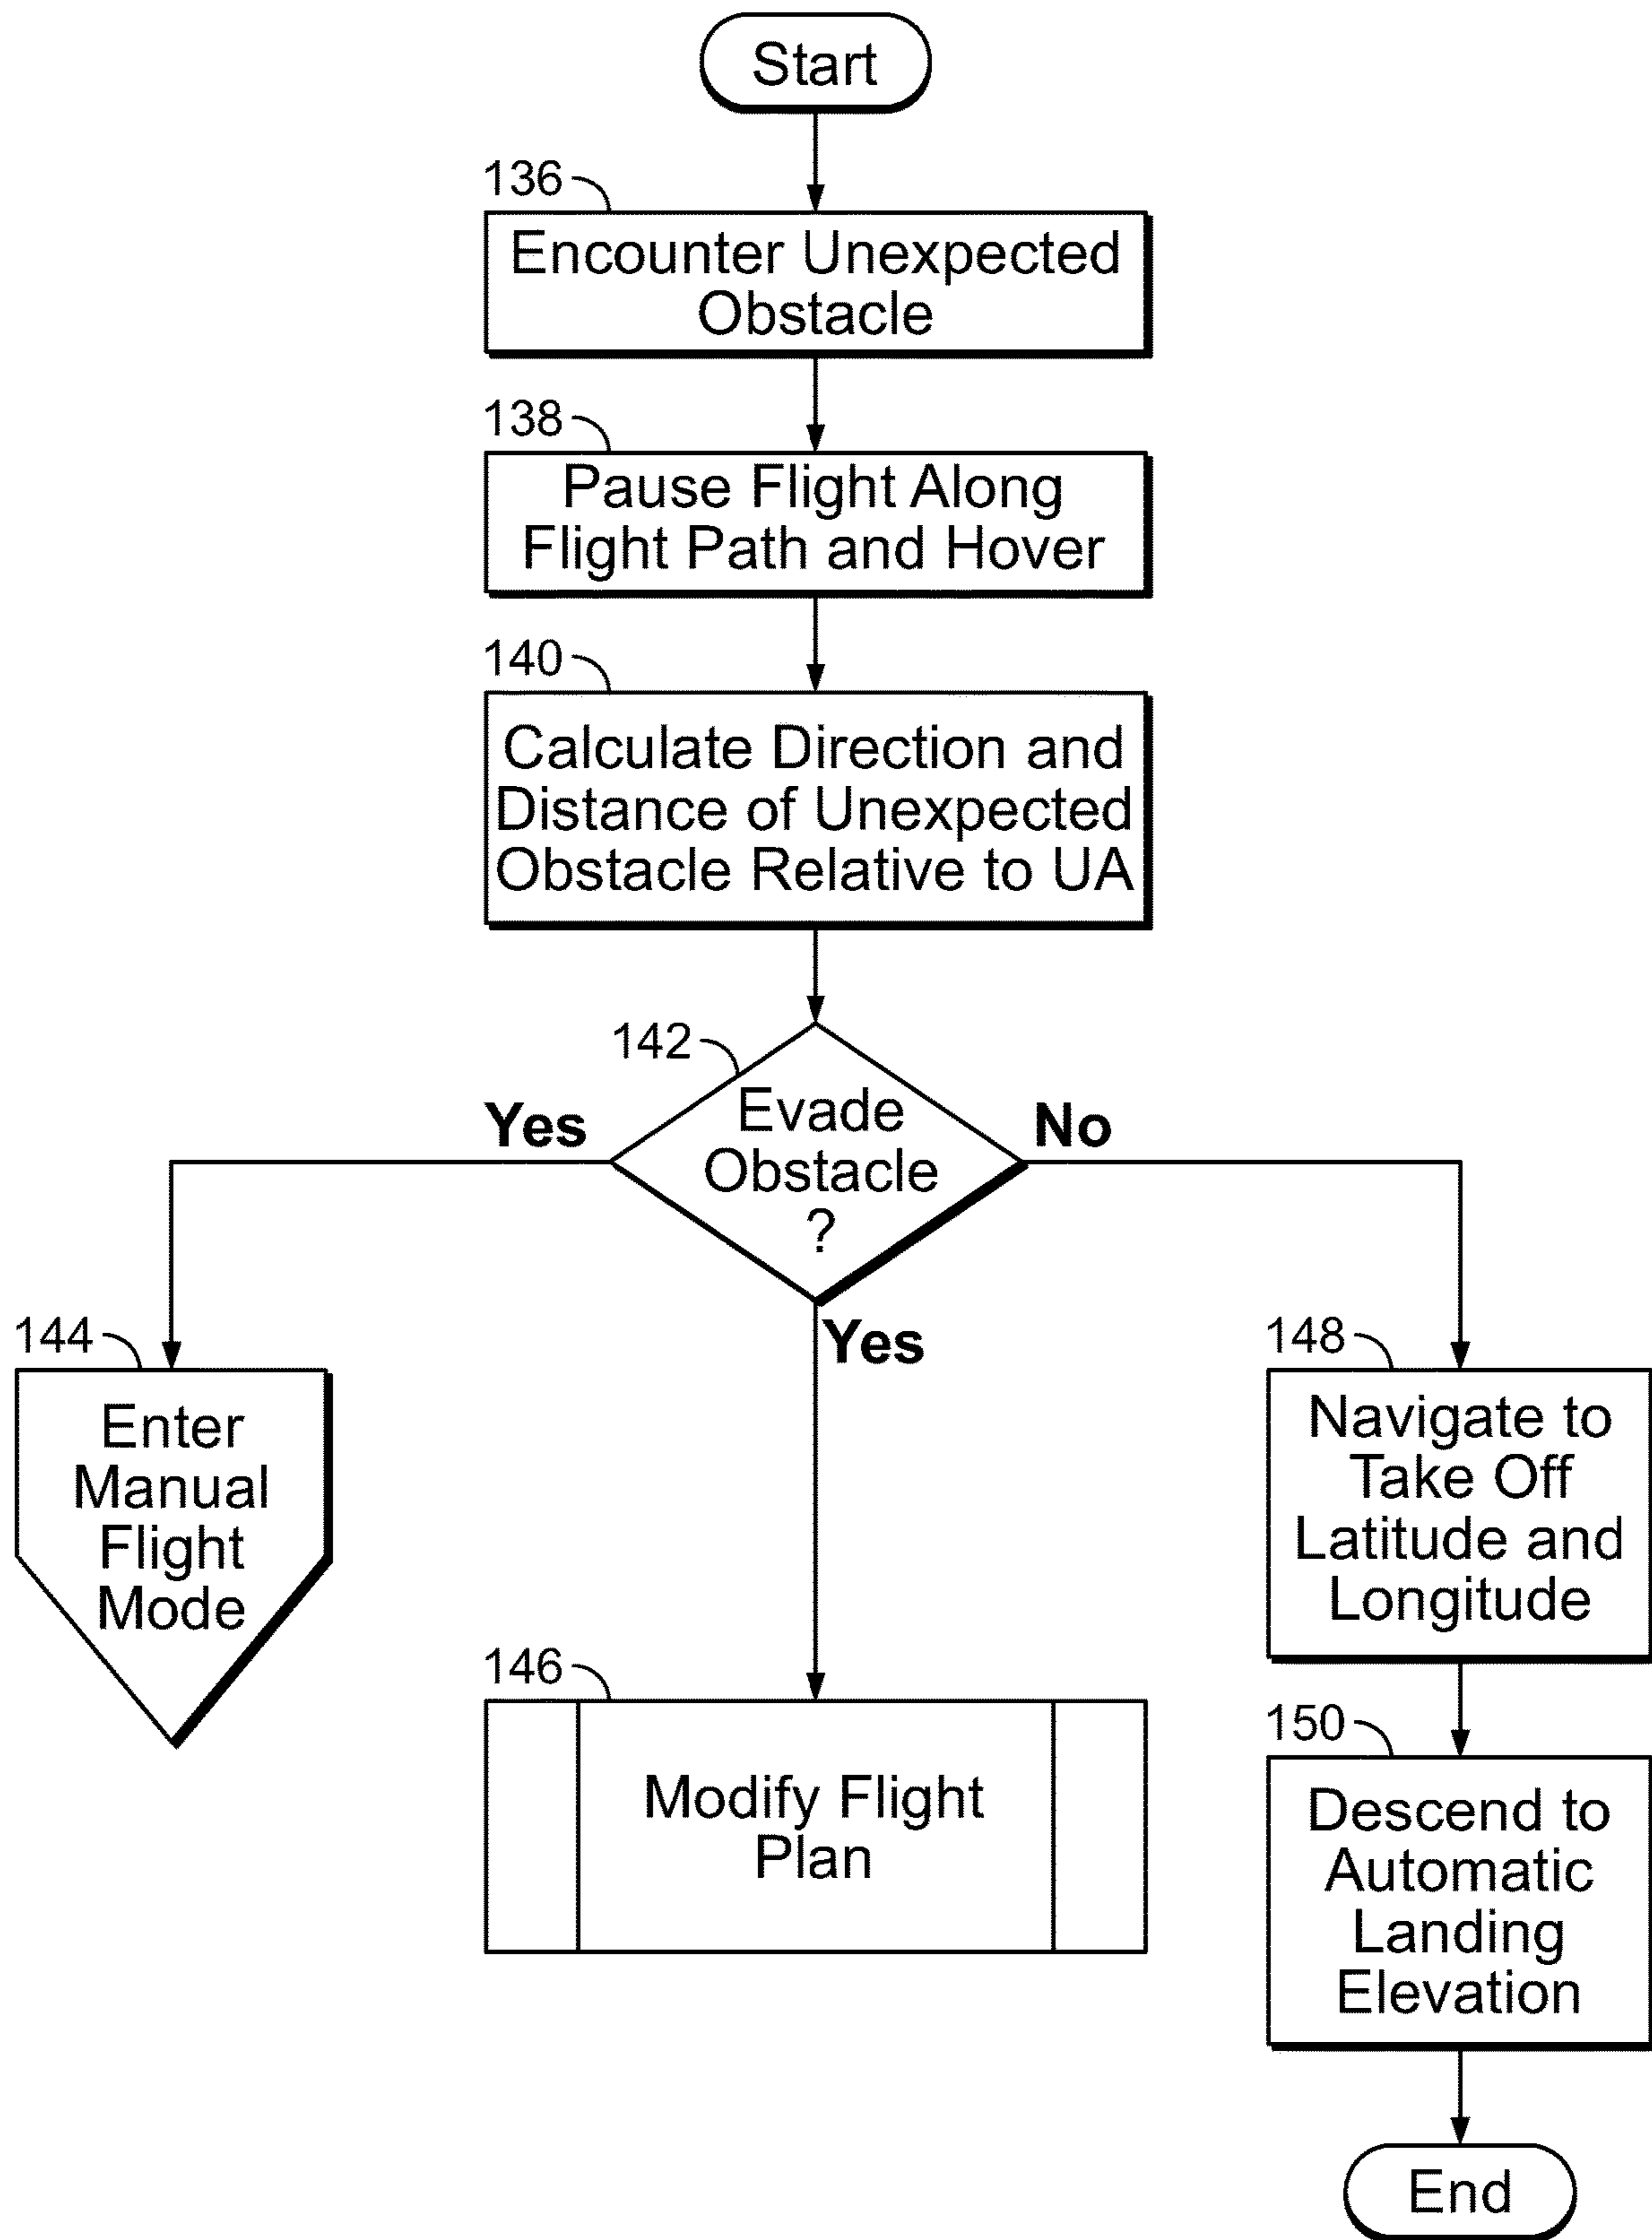 Start
136
Encounter Unexpected
Obstacle
138
Pause Flight Along
Flight Path and Hover
140
Calculate Direction and
Distance of Unexpected
Obstacle Relative to UA
142
Evade
Obstacle
?
Yes
No
Yes
144
Enter
Manual
Flight
Mode
146
Modify Flight
Plan
148
Navigate to
Take Off
Latitude and
Longitude
150
Descend to
Automatic
Landing
Elevation
End